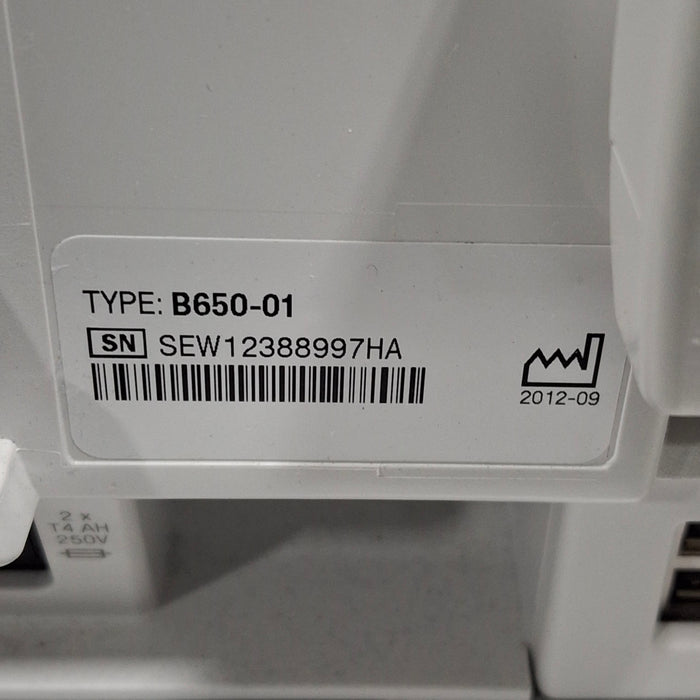 TYPE: B650-01
SN SEW12388997HA
2012-09
2 x
T4 AH
250V